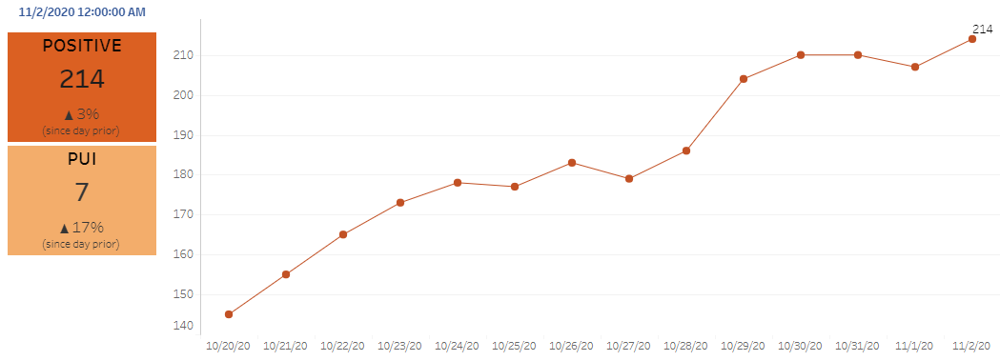 11/2/2020 12:00:00 AM
POSITIVE
214
▲3%
(since day prior)
PUI
7
▲17%
(since day prior)
214
210
200
190
180
170
160
150
140
10/20/20 10/21/20 10/22/20 10/23/20 10/24/20 10/25/20 10/26/20 10/27/20 10/28/20 10/29/20 10/30/20 10/31/20 11/1/20 11/2/20